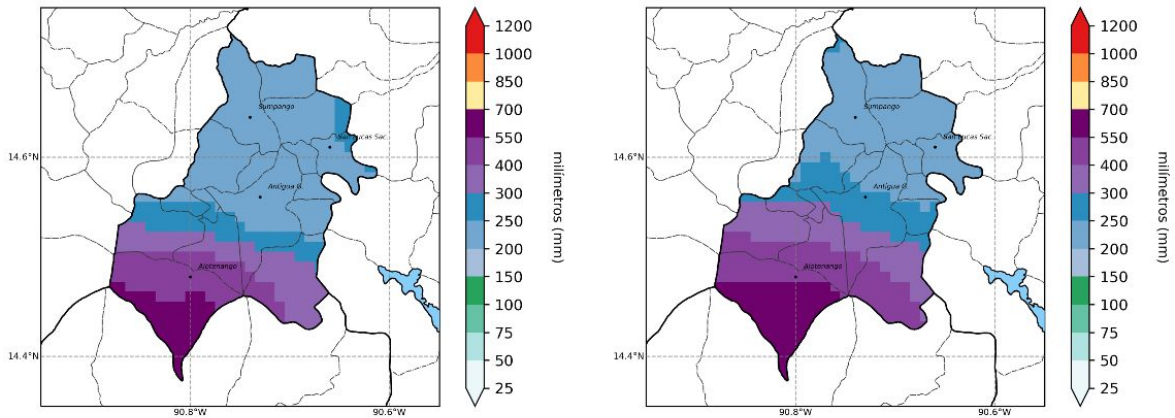 1200
1000
850
700
550
400
300
250
200
150
100
75
50
25
milímetros (mm)
14.6°N
14.4°N
90.8°W
90.6°W
Sumpango
San Lucas Sac.
Antigua G.
Alotenango
1200
1000
850
700
550
400
300
250
200
150
100
75
50
25
milímetros (mm)
14.6°N
14.4°N
90.8°W
90.6°W
Sumpango
San Lucas Sac.
Antigua G.
Alotenango